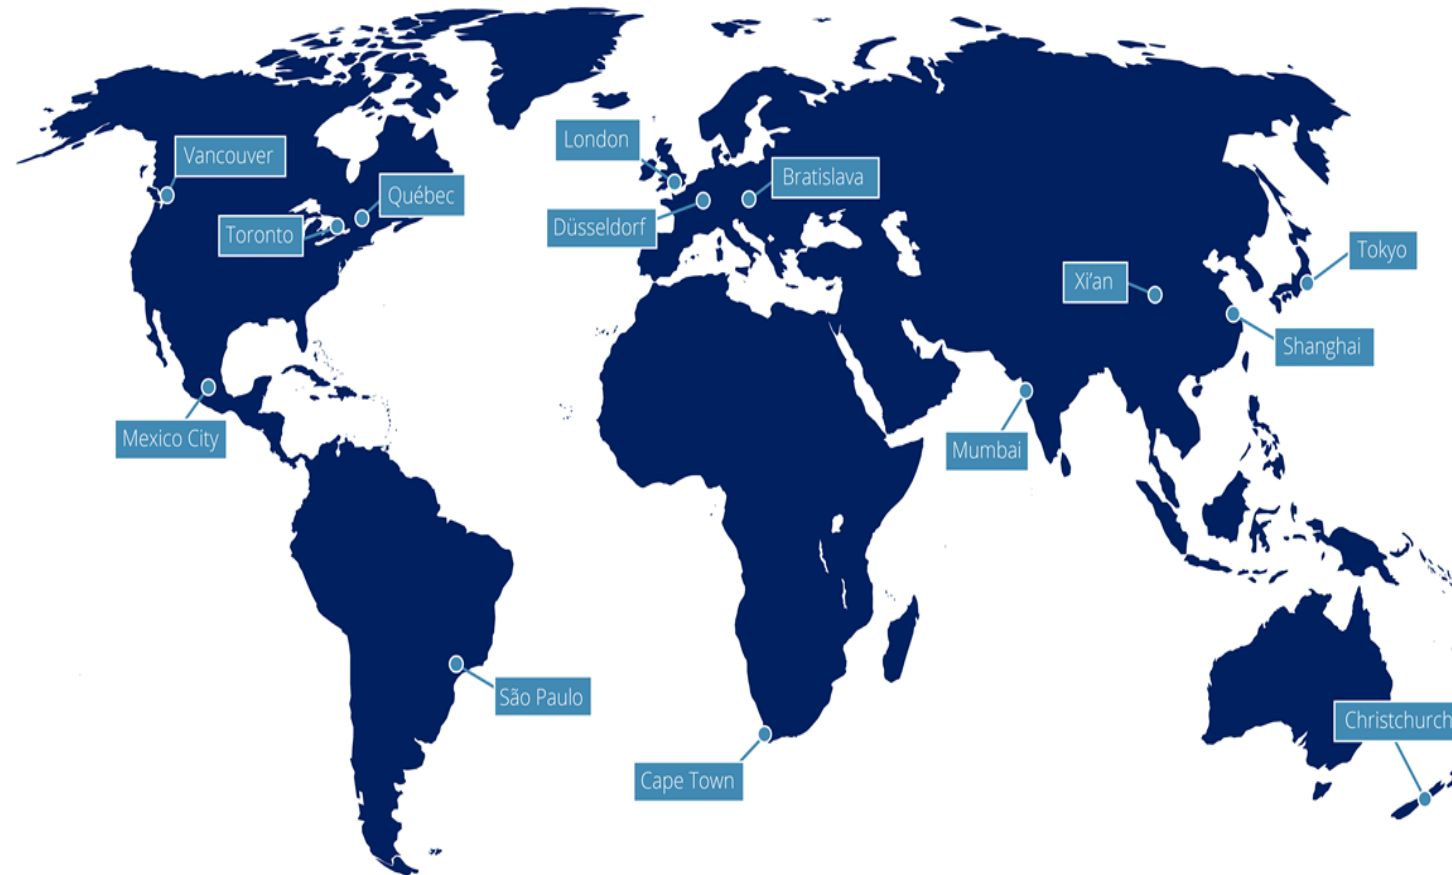 London
Vancouver
Bratislava
Québec
Düsseldorf
Toronto
Tokyo
Xi'an
Shanghai
Mexico City
Mumbai
São Paulo
Christchurch
Cape Town